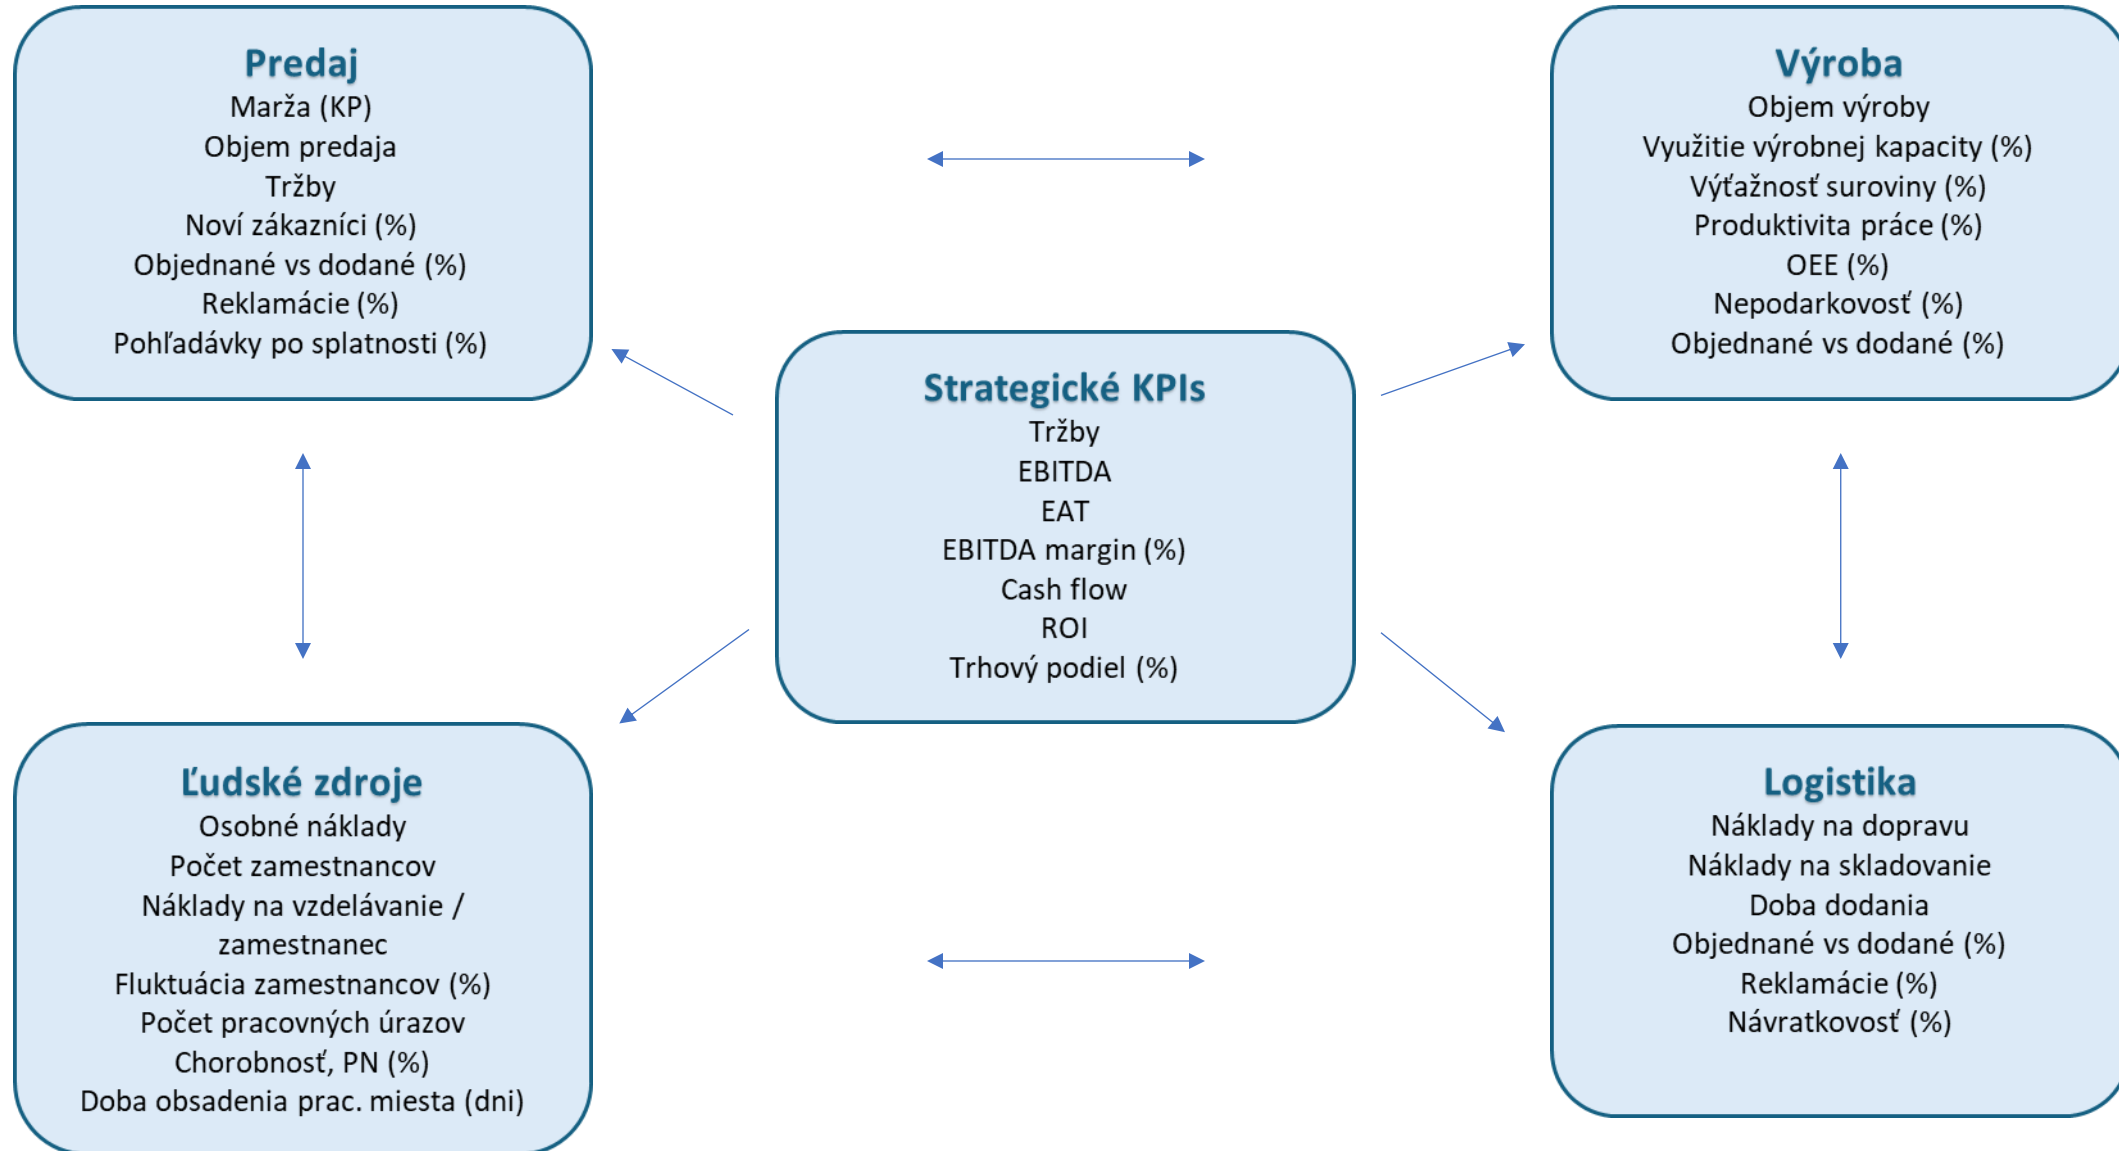 Predaj
Marža (KP)
Objem predaja
Tržby
Noví zákazníci (%)
Objednané vs dodané (%)
Reklamácie (%)
Pohľadávky po splatnosti (%)
Výroba
Objem výroby
Využitie výrobnej kapacity (%)
Výťažnosť suroviny (%)
Produktivita práce (%)
OEE (%)
Nepodarkovosť (%)
Objednané vs dodané (%)
Strategické KPIs
Tržby
EBITDA
EAT
EBITDA margin (%)
Cash flow
ROI
Trhový podiel (%)
Ľudské zdroje
Osobné náklady
Počet zamestnancov
Náklady na vzdelávanie /
zamestnanec
Fluktuácia zamestnancov (%)
Počet pracovných úrazov
Chorobnosť, PN (%)
Doba obsadenia prac. miesta (dni)
Logistika
Náklady na dopravu
Náklady na skladovanie
Doba dodania
Objednané vs dodané (%)
Reklamácie (%)
Návratkovosť (%)